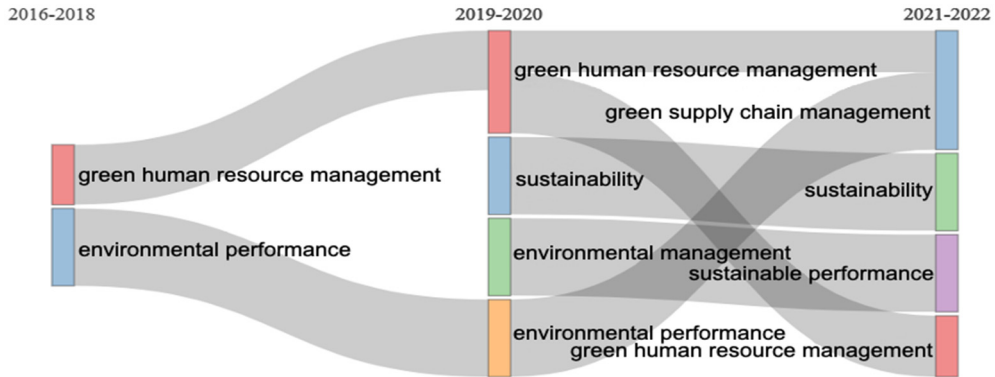 2016-2018
2019-2020
2021-2022
green human resource management
environmental performance
green human resource management
sustainability
environmental management
environmental performance
green supply chain management
sustainability
sustainable performance
green human resource management